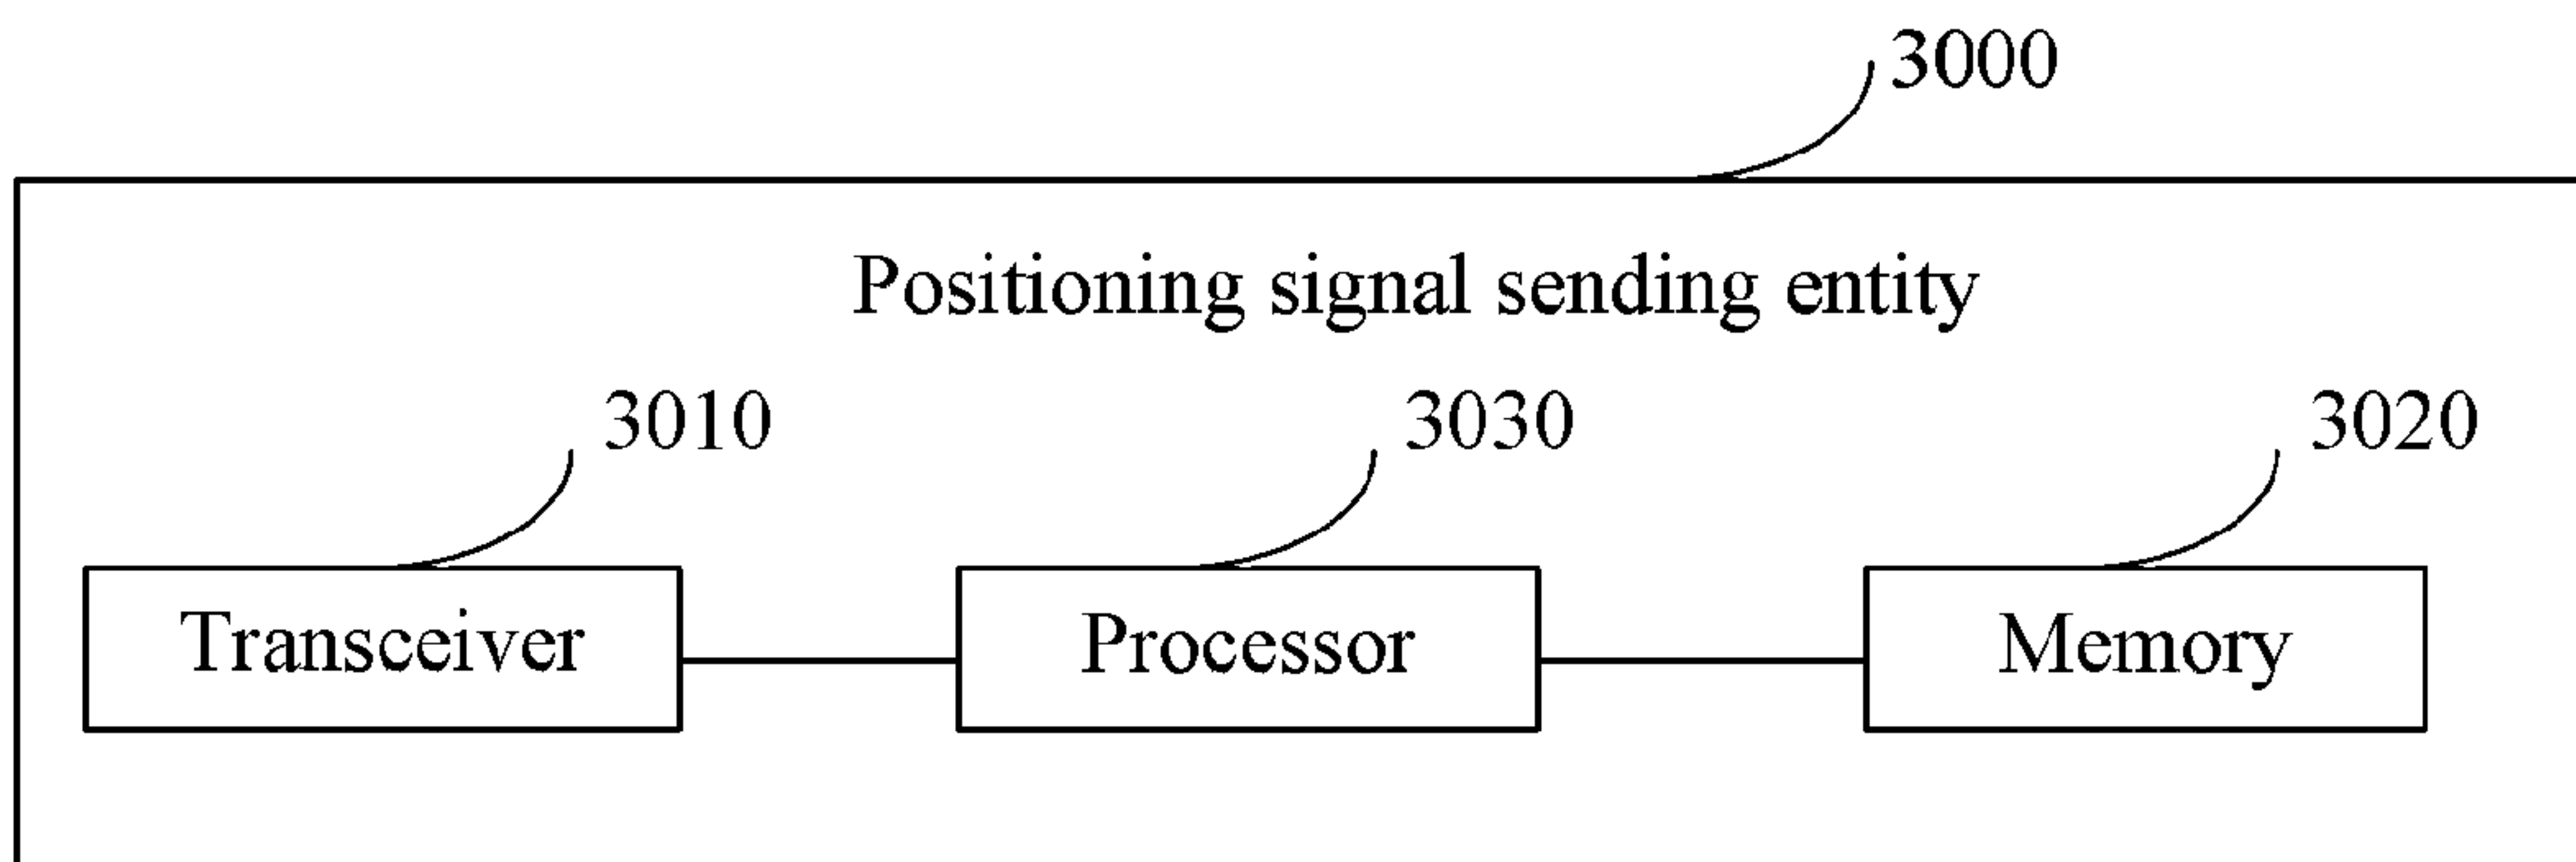 3000
Positioning signal sending entity
3010 3030 3020
Transceiver Processor Memory